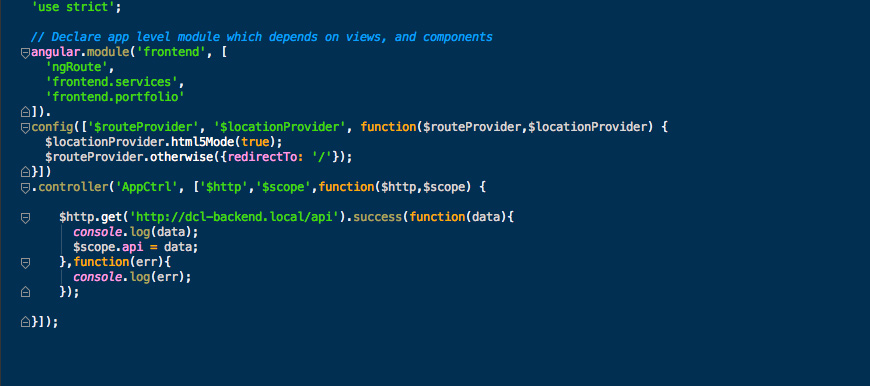 'use strict';
// Declare app level module which depends on views, and components
angular.module('frontend', [
'ngRoute',
'frontend.services',
'frontend.portfolio'
]).
config(['$routeProvider', '$locationProvider', function($routeProvider,$locationProvider) {
$locationProvider.html5Mode(true);
$routeProvider.otherwise({redirectTo: '/'});
}])
.controller('AppCtrl', ['$http','$scope',function($http,$scope) {
$http.get('http://dcl-backend.local/api').success(function(data){
console.log(data);
$scope.api = data;
},function(err){
console.log(err);
});
}]);